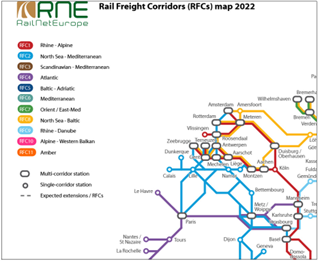 RNE
RailNetEurope
Rail Freight Corridors (RFCs) map 2022
RFC1 Rhine - Alpine
RFC2 North Sea - Mediterranean
RFC3 Scandinavian - Mediterranean
RFC4 Atlantic
RFC5 Baltic - Adriatic
RFC6 Mediterranean
RFC7 Orient / East-Med
RFC8 North Sea - Baltic
RFC9 Rhine - Danube
RFC10 Alpine - Western Balkan
RFC11 Amber
Multi-corridor station
Single-corridor station
Expected extensions / RFCs
Wilhelmshaven
Rotterdam Amersfoort
Amsterdam
Meteren
Vlissingen
Roosendaal
Zeebrugge
Antwerpen
Dunkerque
Gent
Duisburg /
Oberhausen
Mechelen
Aarschot
Aachen
Köln
Calais
Lille
Namur
Montzen
Le Havre
Bettembourg
Metz /
Mannheim
Paris
Karlsruhe
Nantes /
St Nazaire
Tours
Dijon
Basel
La Rochelle
Geneva
Domo-